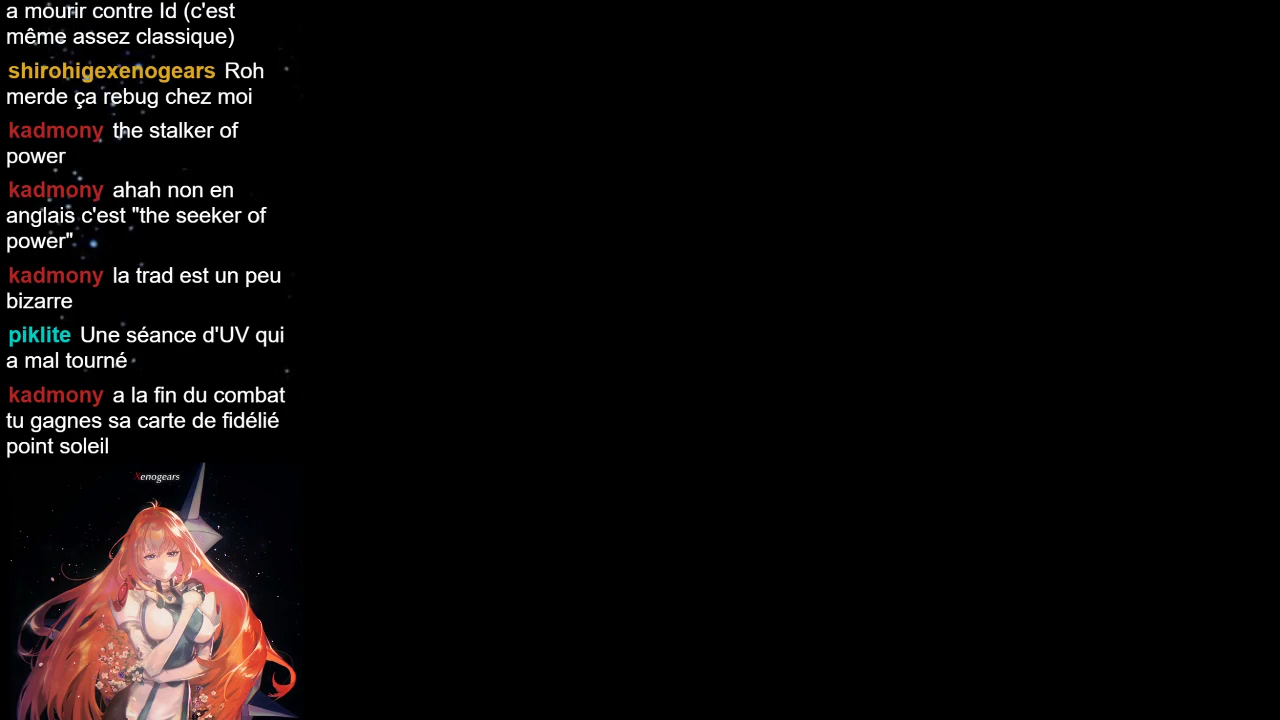 a mourir contre Id (c'est
même assez classique)
shirohigexenogears Roh
merde ça rebug chez moi
kadmony the stalker of
power
kadmony ahah non en
anglais c'est "the seeker of
power"
kadmony la trad est un peu
bizarre
piklite Une séance d'UV qui
a mal tourné
kadmony a la fin du combat
tu gagnes sa carte de fidélié
point soleil
Xenogears